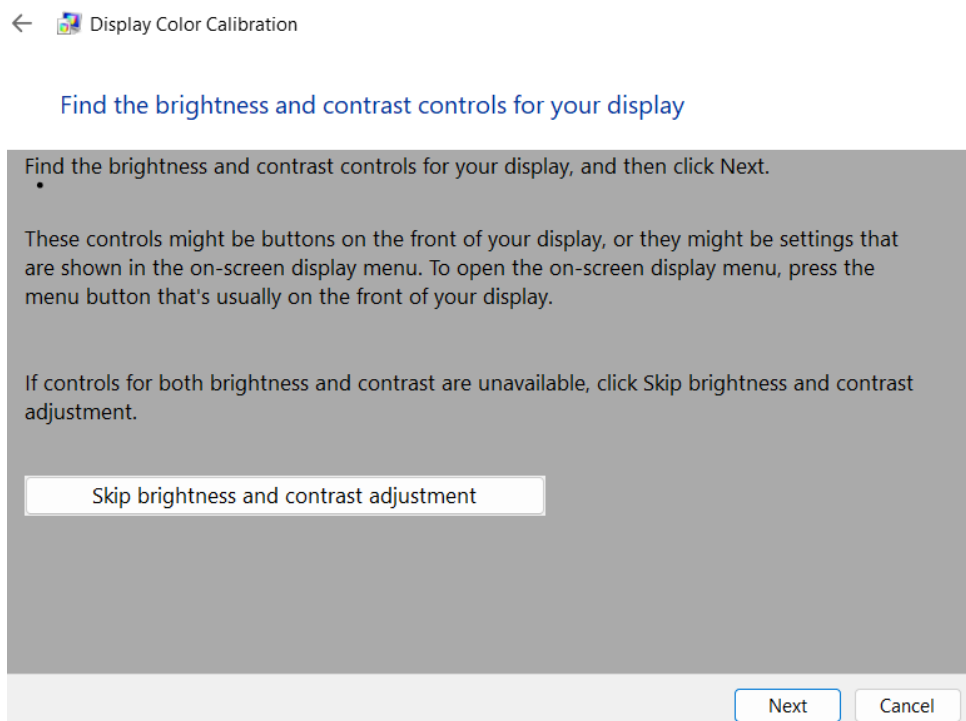 Display Color Calibration
Find the brightness and contrast controls for your display
Find the brightness and contrast controls for your display, and then click Next.
These controls might be buttons on the front of your display, or they might be settings that
are shown in the on-screen display menu. To open the on-screen display menu, press the
menu button that's usually on the front of your display.
If controls for both brightness and contrast are unavailable, click Skip brightness and contrast
adjustment.
Skip brightness and contrast adjustment
Next
Cancel